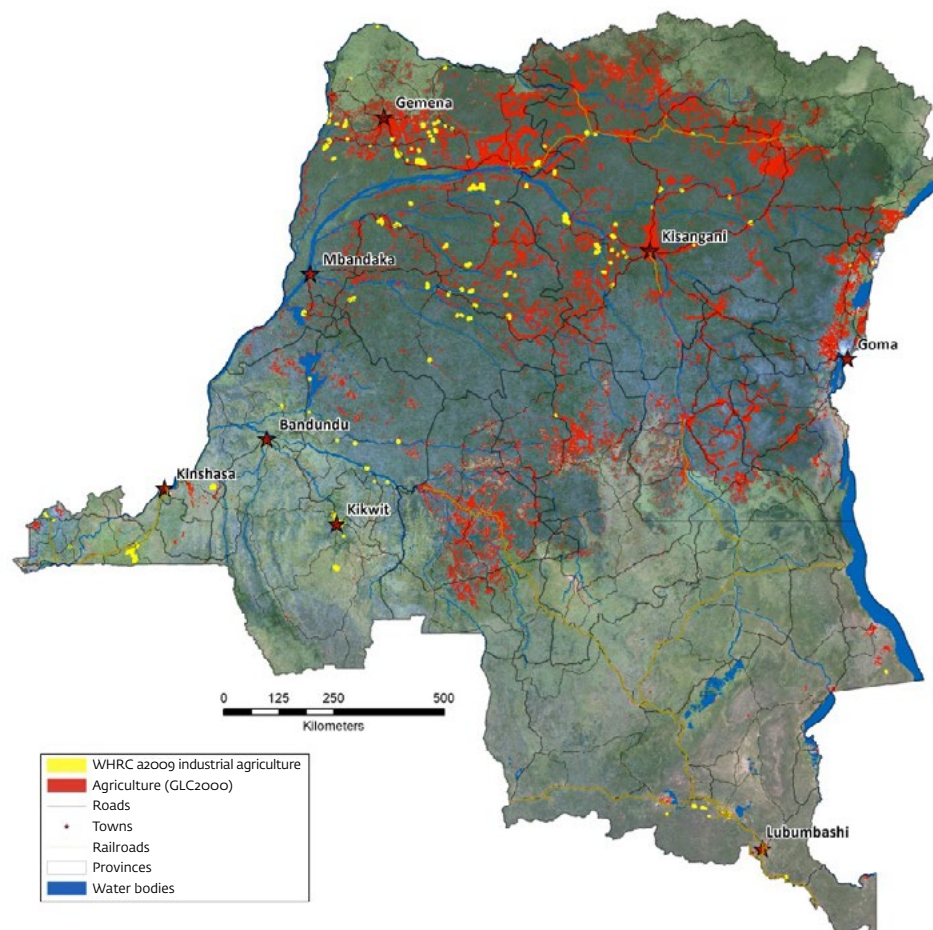 Gemena
Kisangani
Mbandaka
Goma
Bandundu
Kinshasa
Kikwit
0 125 250 500
Kilometers
WHRC a2009 industrial agriculture
Agriculture (GLC2000)
Roads
Towns
Railroads
Provinces
Water bodies
Lubumbashi